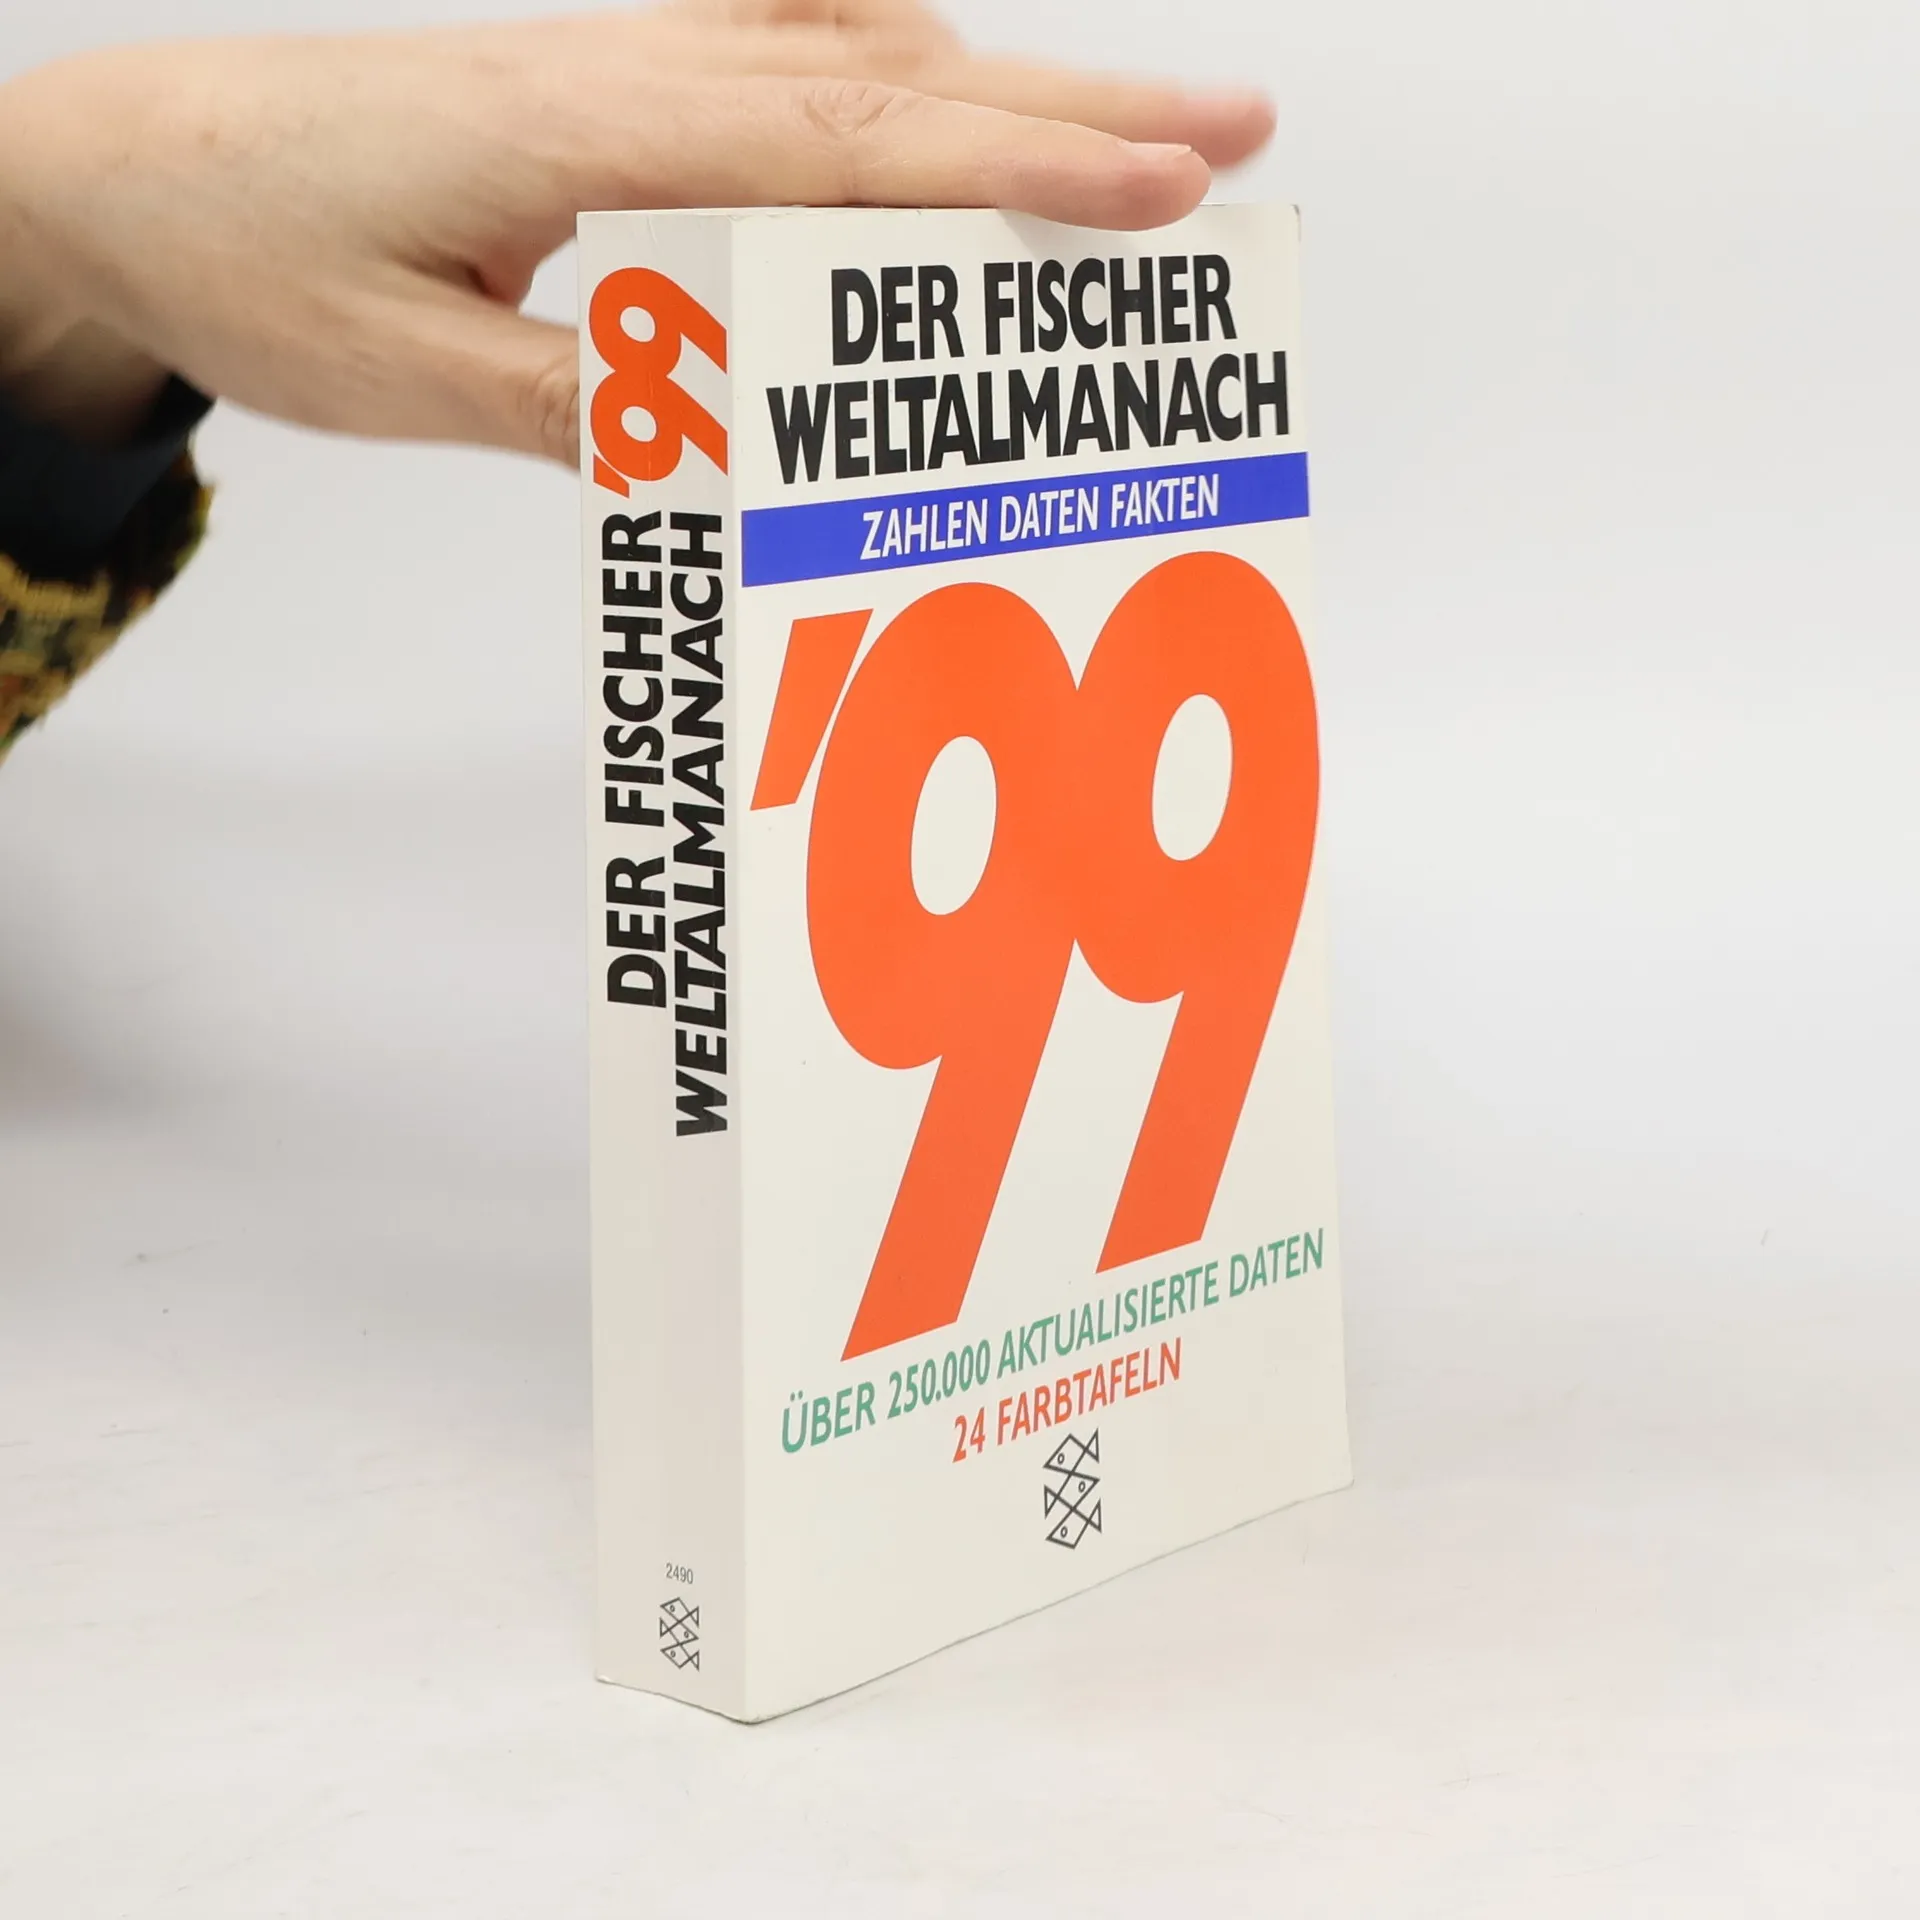 '99
DER FISCHER
WELTALMANACH
2490
DER FISCHER
WELTALMANACH
ZAHLEN DATEN FAKTEN
'99
ÜBER 250.000 AKTUALISIERTE DATEN
24 FARBTAFELN